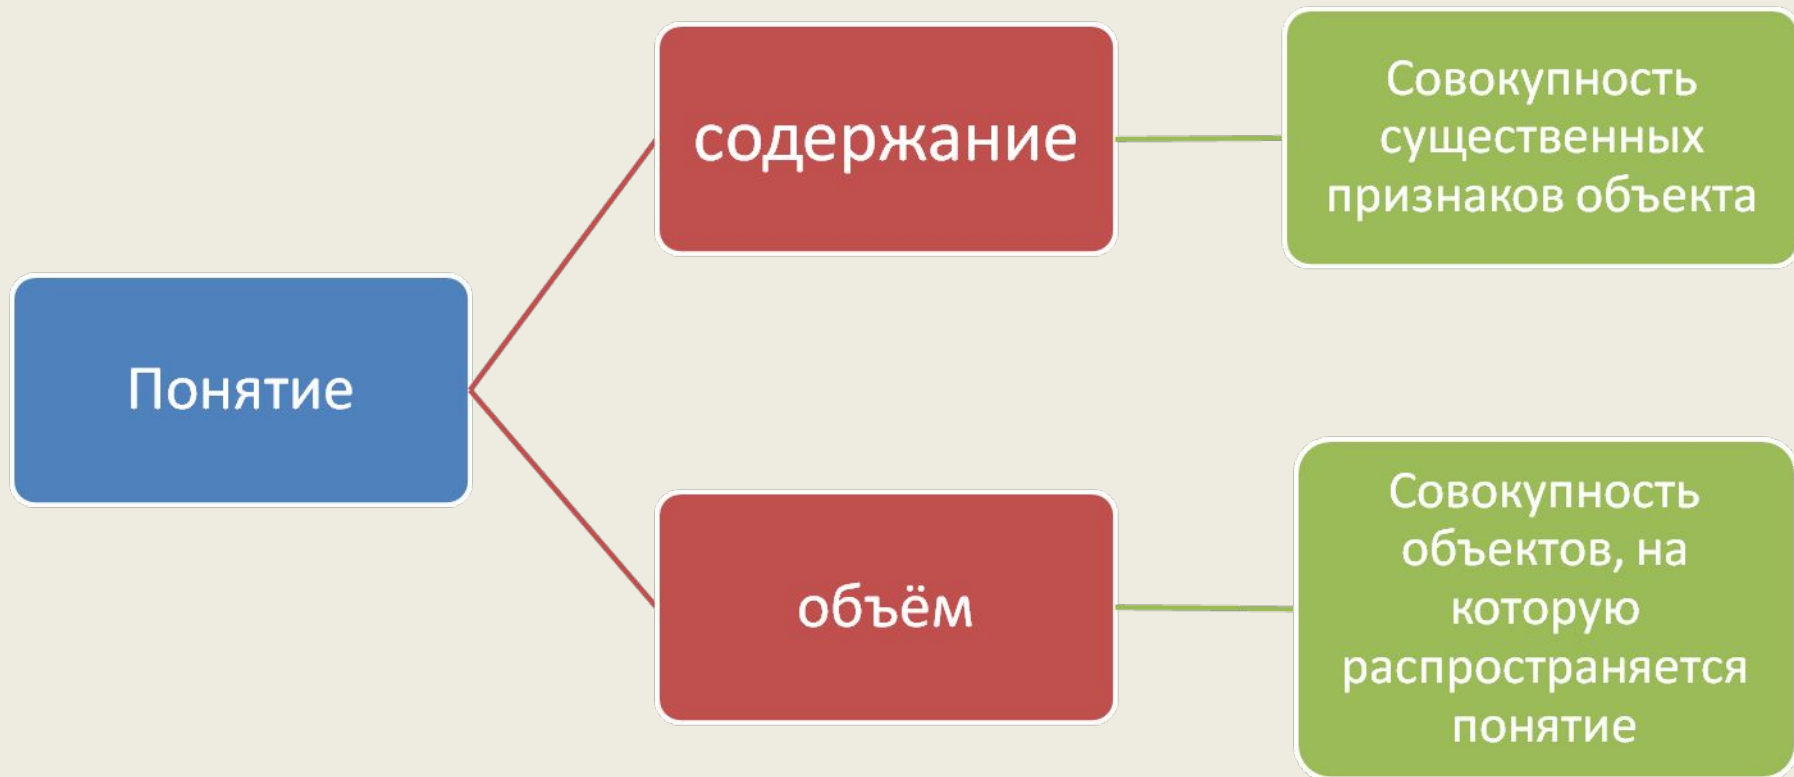 Понятие
содержание
Совокупность
существенных
признаков объекта
объём
Совокупность
объектов, на
которую
распространяется
понятие